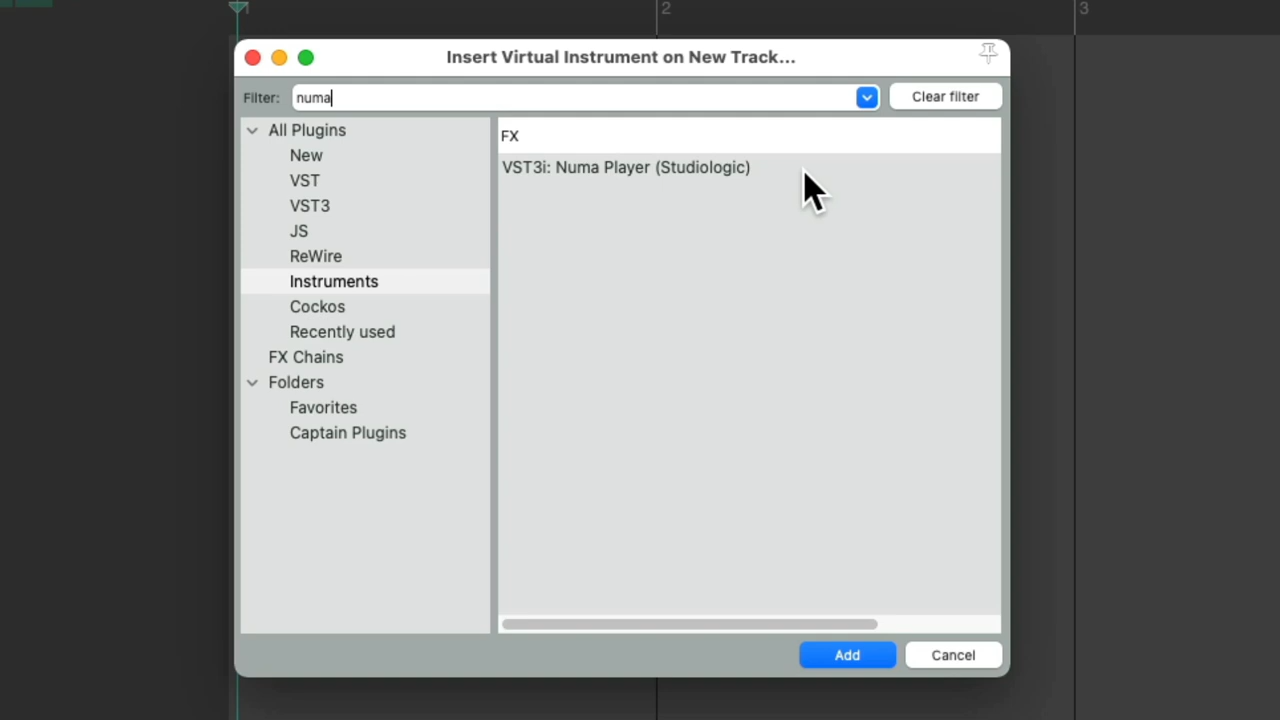 1
2
3
Insert Virtual Instrument on New Track...
Filter:
numa
Clear filter
All Plugins
New
VST
VST3
JS
ReWire
Instruments
Cockos
Recently used
FX Chains
Folders
Favorites
Captain Plugins
FX
VST3i: Numa Player (Studiologic)
Add
Cancel